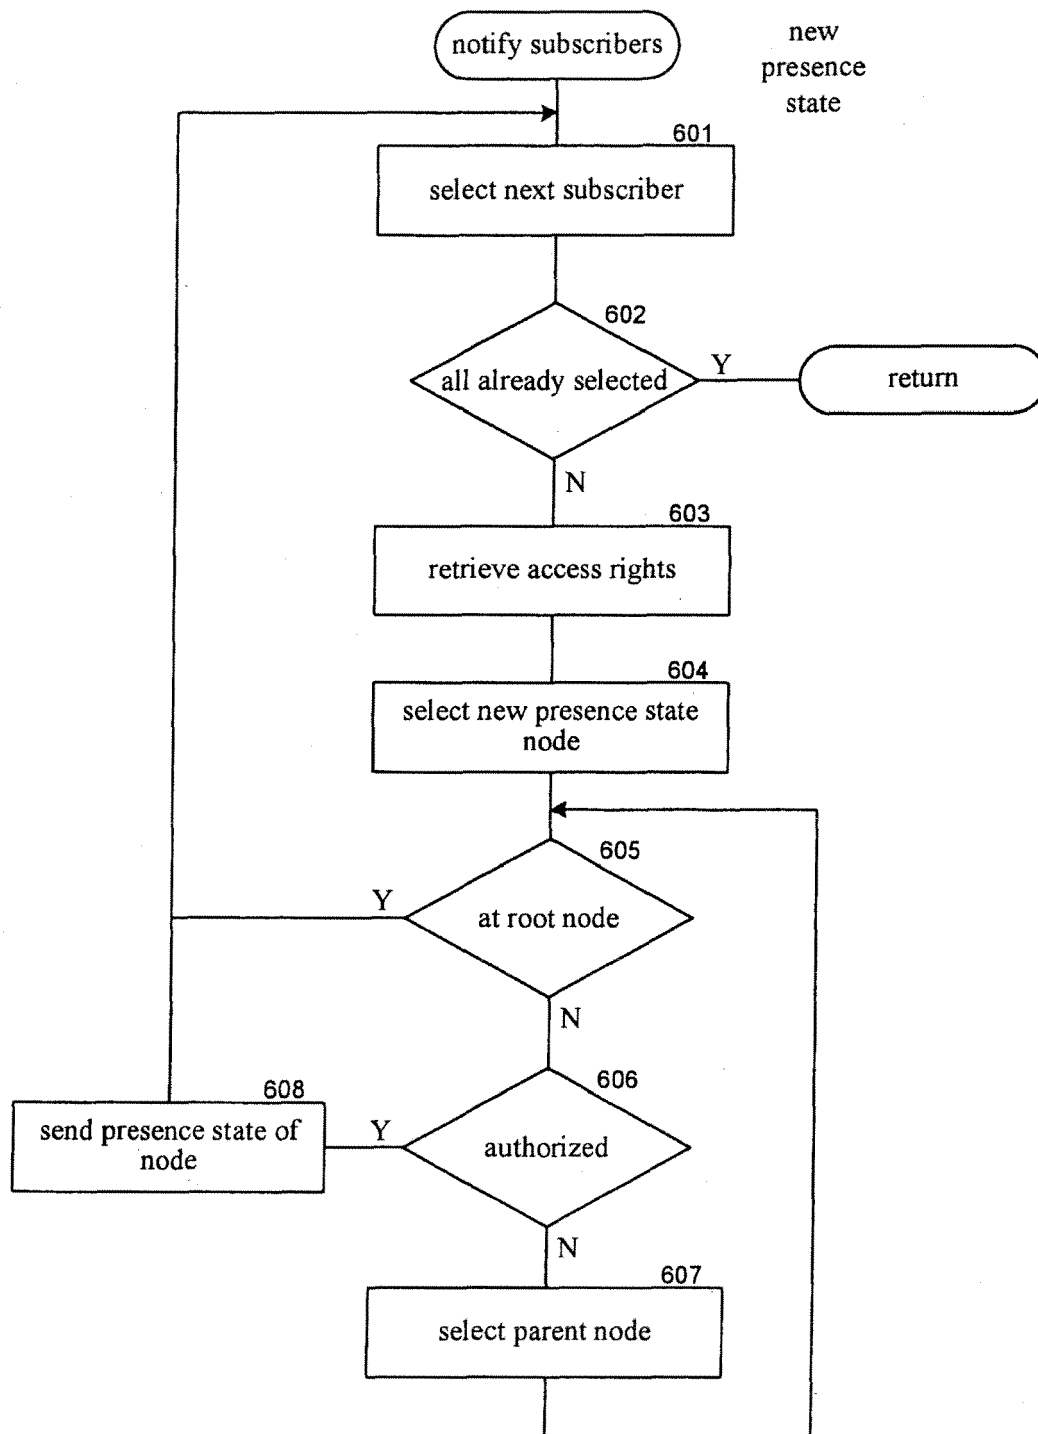 notify subscribers
new
presence
state
601
select next subscriber
602
all already selected
Y
return
N
603
retrieve access rights
604
select new presence state
node
605
Y
at root node
N
606
608
send presence state of
node
Y
authorized
N
607
select parent node